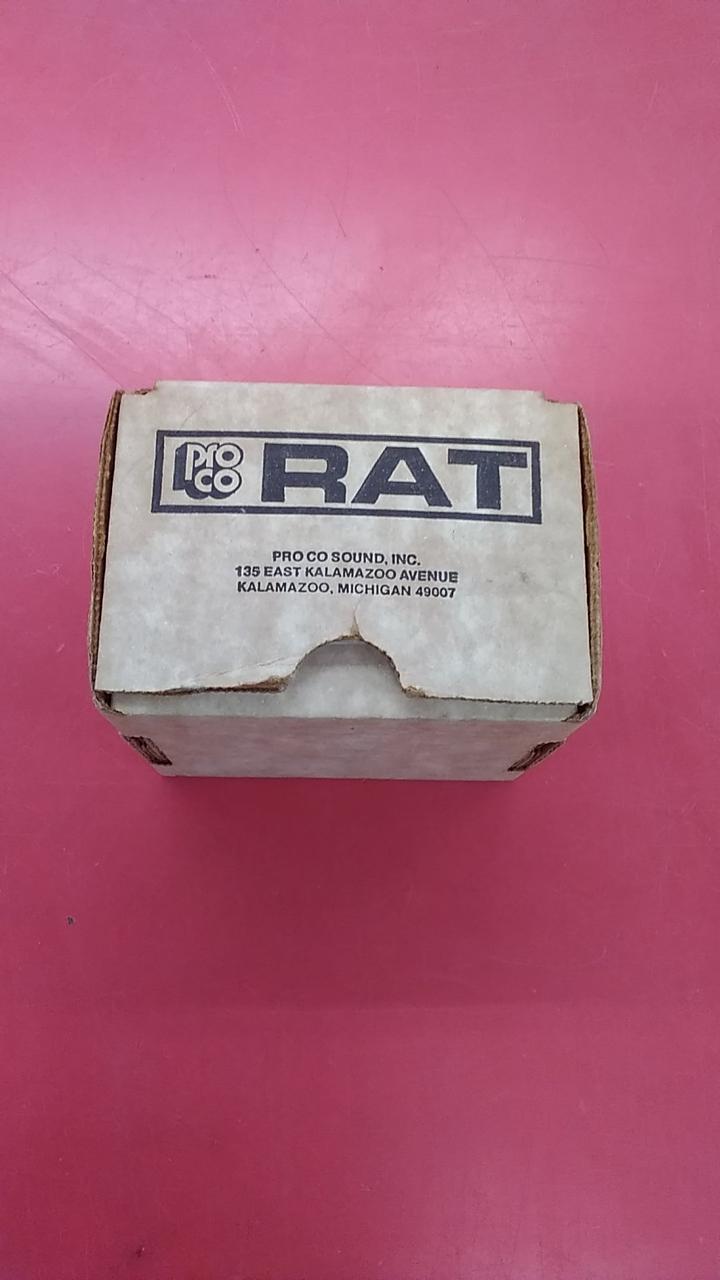 pro co RAT
PRO CO SOUND, INC.
135 EAST KALAMAZOO AVENUE
KALAMAZOO, MICHIGAN 49007